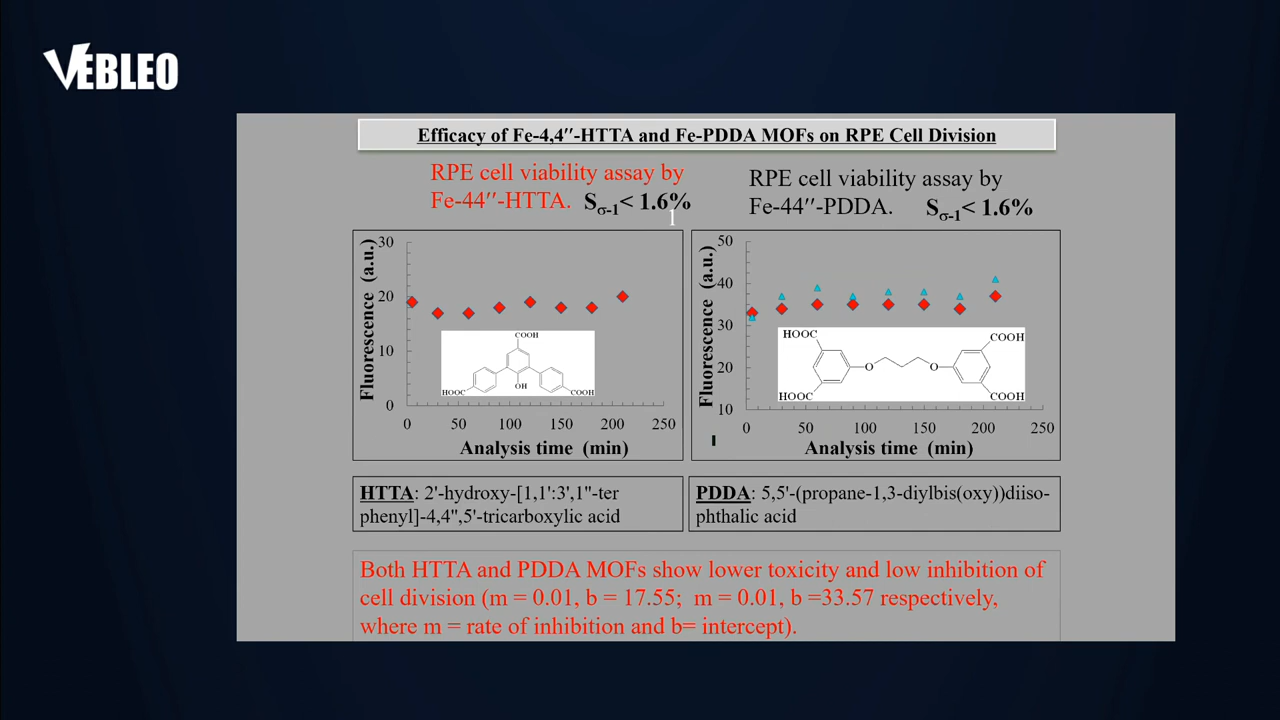 VEBLEO
Efficacy of Fe-4,4′′-HTTA and Fe-PDDA MOFs on RPE Cell Division
RPE cell viability assay by
Fe-44′′-HTTA. Sσ-1< 1.6%
RPE cell viability assay by
Fe-44′′-PDDA. Sσ-1< 1.6%
Fluorescence (a.u.)
30
20
10
0
COOH
HOOC
OH
COOH
0 50 100 150 200 250
Analysis time (min)
Fluorescence (a.u.)
50
40
30
20
10
HOOC
COOH
O
O
HOOC
COOH
0 50 100 150 200 250
Analysis time (min)
HTTA: 2'-hydroxy-[1,1':3',1''-ter
phenyl]-4,4'',5'-tricarboxylic acid
PDDA: 5,5'-(propane-1,3-diylbis(oxy))diiso-
phthalic acid
Both HTTA and PDDA MOFs show lower toxicity and low inhibition of
cell division (m = 0.01, b = 17.55; m = 0.01, b =33.57 respectively,
where m = rate of inhibition and b= intercept).